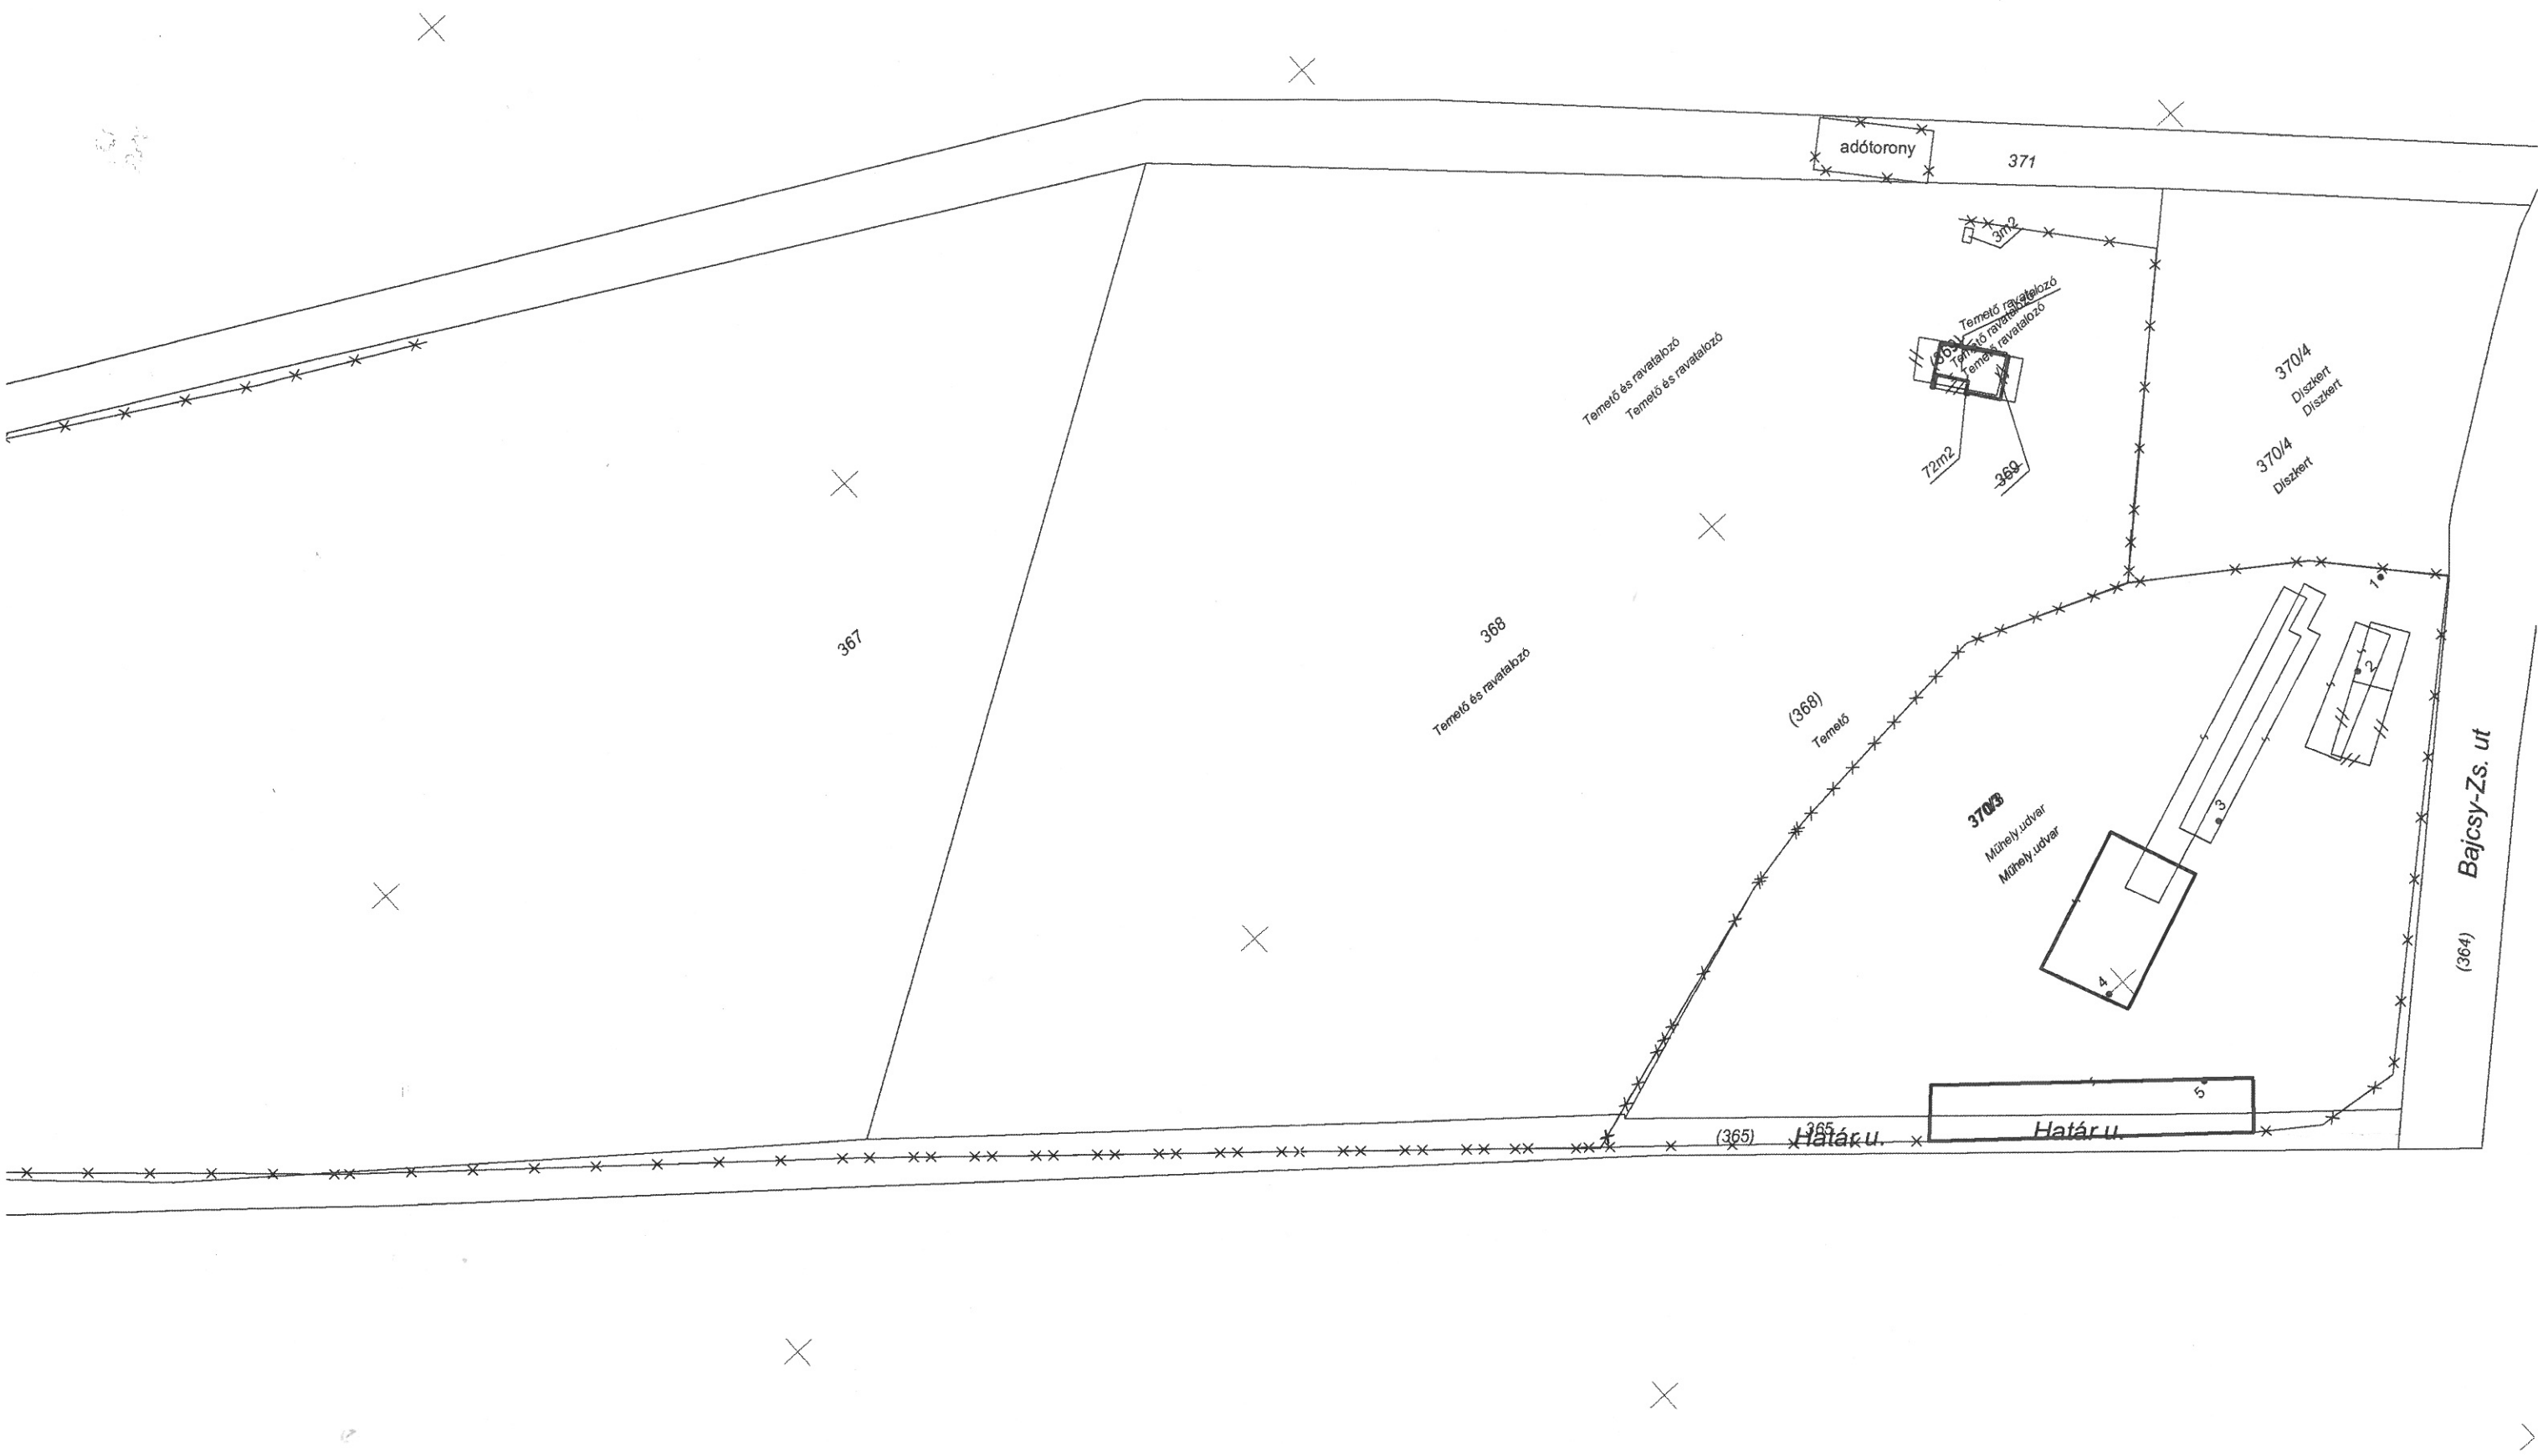 adótorony
371
3m2
Temető ravatalozó
Temető ravatalozó
Temető ravatalozó
(369)
Temető és ravatalozó
Temető és ravatalozó
72m2
369
370/4
Díszkert
Díszkert
370/4
Díszkert
1
2
367
368
Temető és ravatalozó
(368)
Temető
370/3
Műhely.udvar
Műhely.udvar
3
4
5
Bajcsy-Zs. ut
(364)
(365)
365
Határ u.
Határ u.